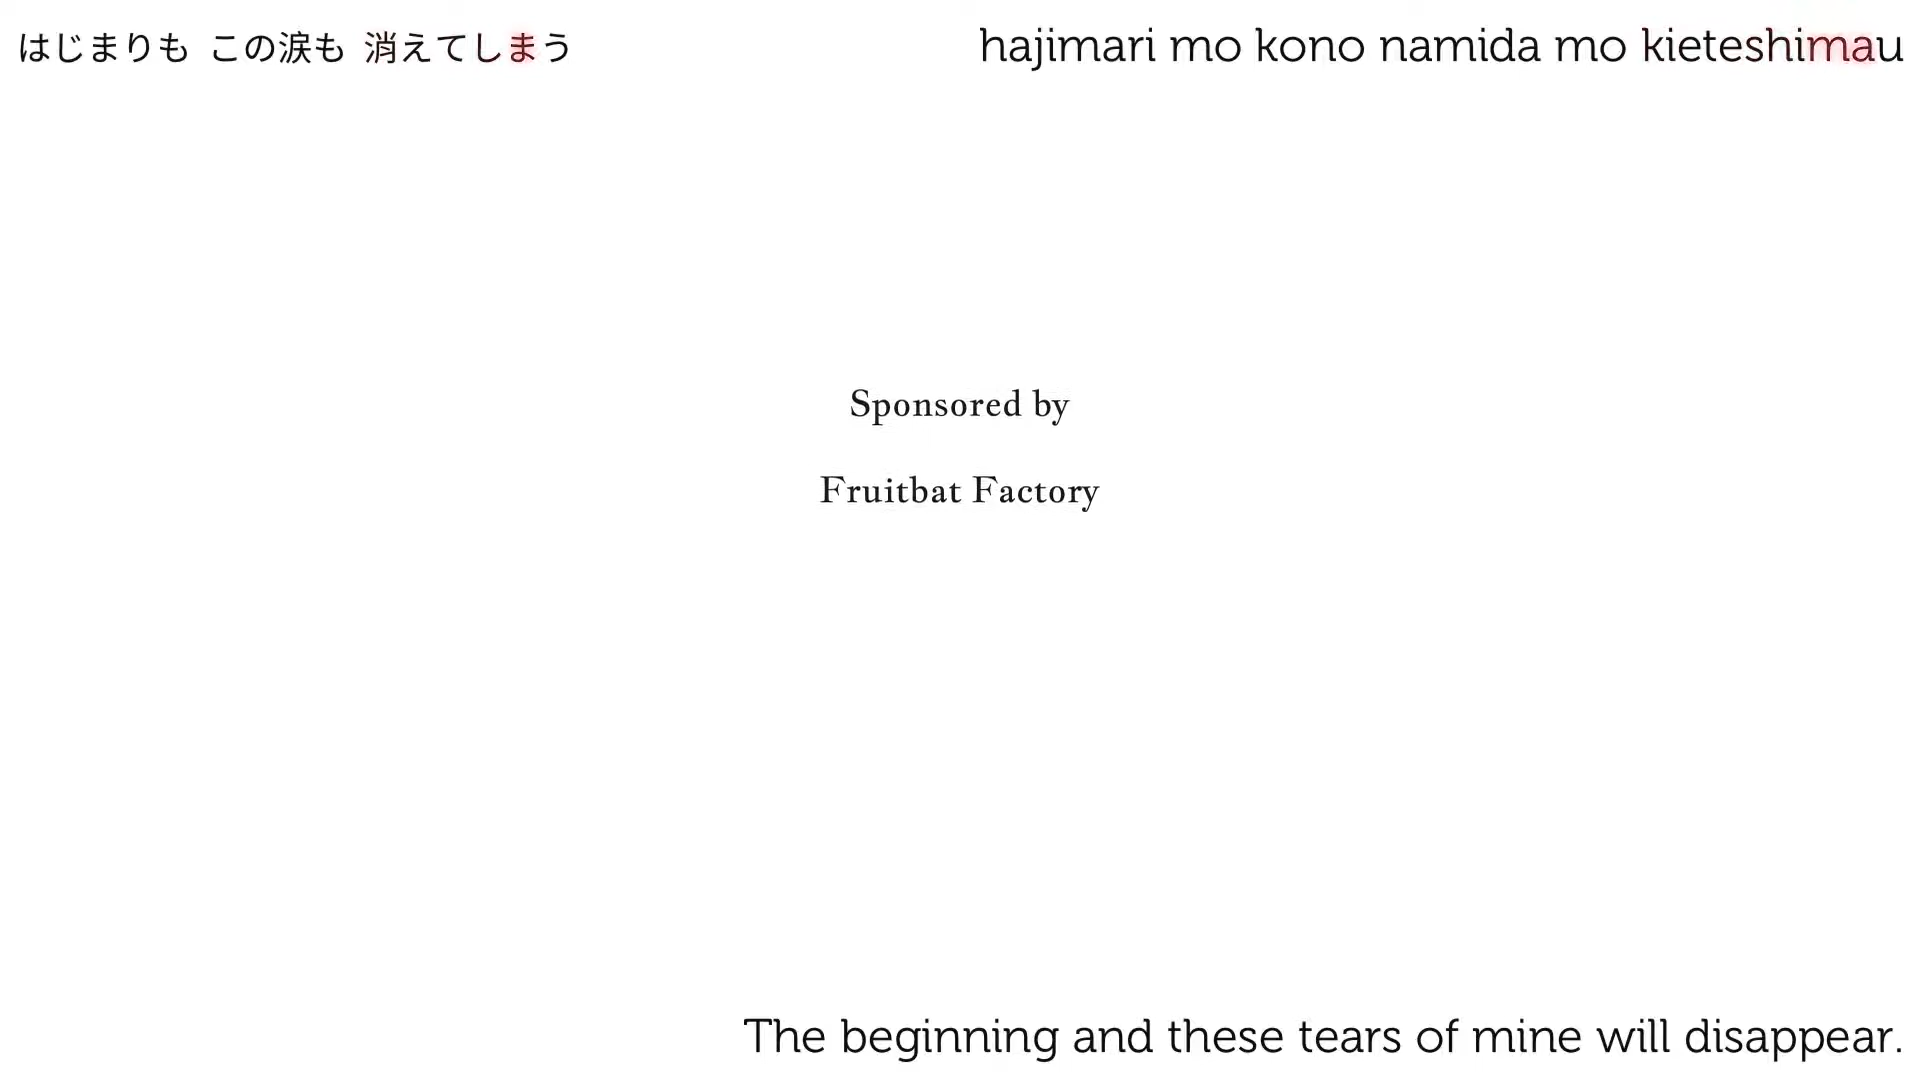 はじまりも この涙も 消えてしまう
hajimari mo kono namida mo kieteshimau
Sponsored by
Fruitbat Factory
The beginning and these tears of mine will disappear.